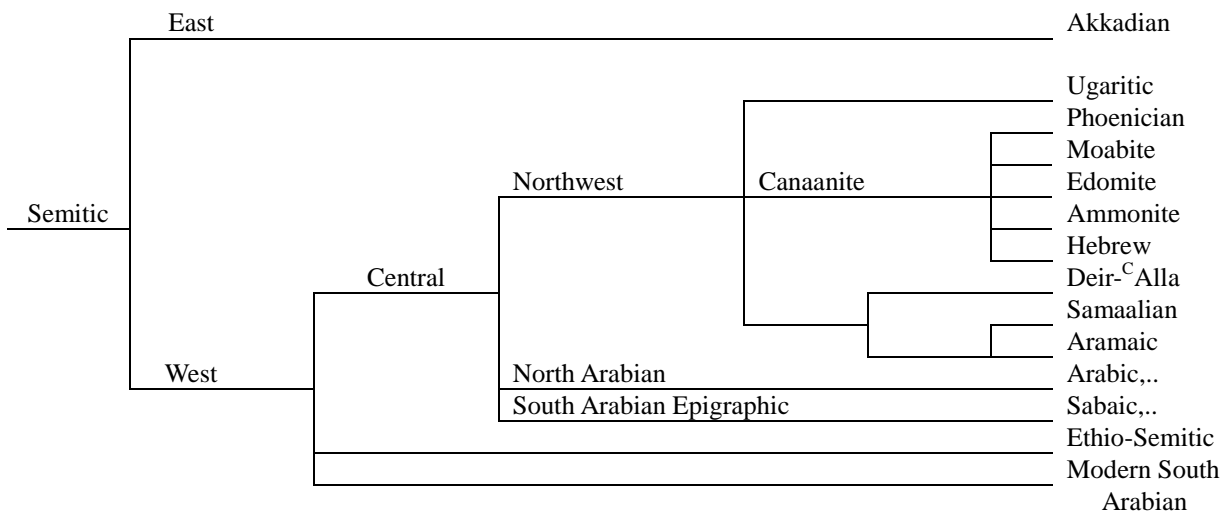 East
Akkadian
Ugaritic
Phoenician
Moabite
Northwest
Canaanite
Edomite
Semitic
Ammonite
Hebrew
Central
Deir-ᶜAlla
Samaalian
Aramaic
West
North Arabian
Arabic,..
South Arabian Epigraphic
Sabaic,..
Ethio-Semitic
Modern South
Arabian